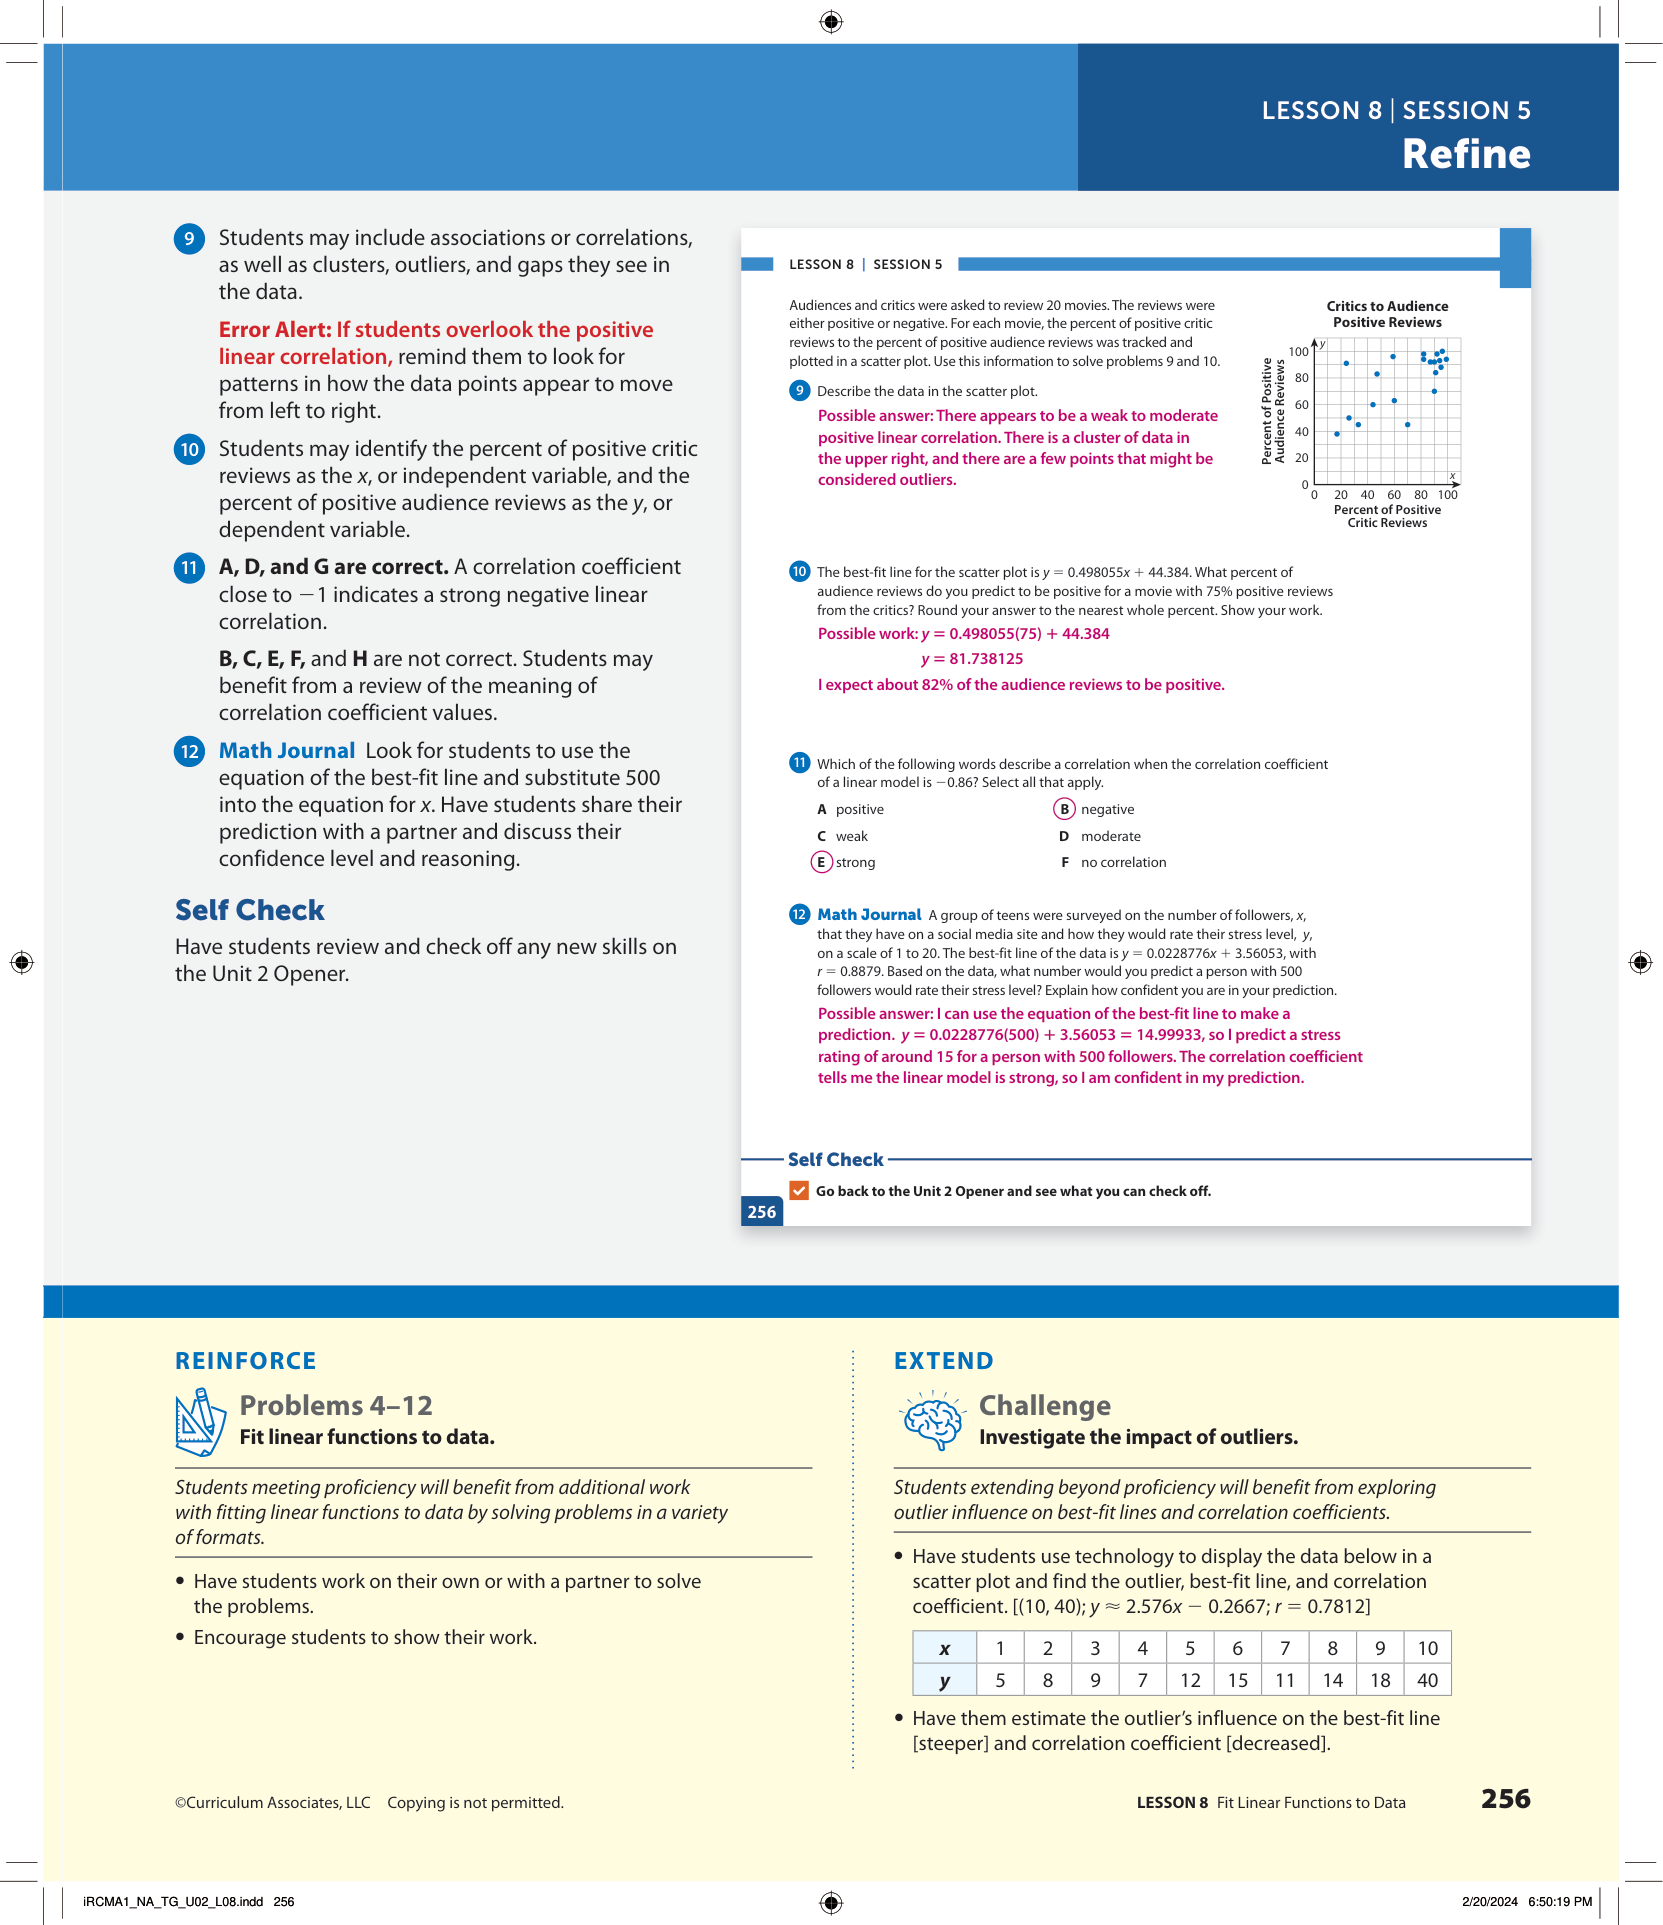 LESSON 8 | SESSION 5
Refine
9 Students may include associations or correlations,
as well as clusters, outliers, and gaps they see in
the data.
Error Alert: If students overlook the positive
linear correlation, remind them to look for
patterns in how the data points appear to move
from left to right.
10 Students may identify the percent of positive critic
reviews as the x, or independent variable, and the
percent of positive audience reviews as the y, or
dependent variable.
11 A, D, and G are correct. A correlation coefficient
close to −1 indicates a strong negative linear
correlation.
B, C, E, F, and H are not correct. Students may
benefit from a review of the meaning of
correlation coefficient values.
12 Math Journal Look for students to use the
equation of the best-fit line and substitute 500
into the equation for x. Have students share their
prediction with a partner and discuss their
confidence level and reasoning.
Self Check
Have students review and check off any new skills on
the Unit 2 Opener.
LESSON 8 | SESSION 5
Audiences and critics were asked to review 20 movies. The reviews were
either positive or negative. For each movie, the percent of positive critic
reviews to the percent of positive audience reviews was tracked and
plotted in a scatter plot. Use this information to solve problems 9 and 10.
9 Describe the data in the scatter plot.
Possible answer: There appears to be a weak to moderate
positive linear correlation. There is a cluster of data in
the upper right, and there are a few points that might be
considered outliers.
Critics to Audience
Positive Reviews
Percent of Positive
Audience Reviews
y
100
80
60
40
20
0
x
0 20 40 60 80 100
Percent of Positive
Critic Reviews
10 The best-fit line for the scatter plot is y = 0.498055x + 44.384. What percent of
audience reviews do you predict to be positive for a movie with 75% positive reviews
from the critics? Round your answer to the nearest whole percent. Show your work.
Possible work: y = 0.498055(75) + 44.384
y = 81.738125
I expect about 82% of the audience reviews to be positive.
11 Which of the following words describe a correlation when the correlation coefficient
of a linear model is −0.86? Select all that apply.
A positive B negative
C weak D moderate
E strong F no correlation
12 Math Journal A group of teens were surveyed on the number of followers, x,
that they have on a social media site and how they would rate their stress level, y,
on a scale of 1 to 20. The best-fit line of the data is y = 0.0228776x + 3.56053, with
r = 0.8879. Based on the data, what number would you predict a person with 500
followers would rate their stress level? Explain how confident you are in your prediction.
Possible answer: I can use the equation of the best-fit line to make a
prediction. y = 0.0228776(500) + 3.56053 = 14.99933, so I predict a stress
rating of around 15 for a person with 500 followers. The correlation coefficient
tells me the linear model is strong, so I am confident in my prediction.
Self Check
Go back to the Unit 2 Opener and see what you can check off.
256
REINFORCE
Problems 4–12
Fit linear functions to data.
Students meeting proficiency will benefit from additional work
with fitting linear functions to data by solving problems in a variety
of formats.
• Have students work on their own or with a partner to solve
the problems.
• Encourage students to show their work.
EXTEND
Challenge
Investigate the impact of outliers.
Students extending beyond proficiency will benefit from exploring
outlier influence on best-fit lines and correlation coefficients.
• Have students use technology to display the data below in a
scatter plot and find the outlier, best-fit line, and correlation
coefficient. [(10, 40); y ≈ 2.576x − 0.2667; r = 0.7812]
x 1 2 3 4 5 6 7 8 9 10
y 5 8 9 7 12 15 11 14 18 40
• Have them estimate the outlier's influence on the best-fit line
[steeper] and correlation coefficient [decreased].
©Curriculum Associates, LLC Copying is not permitted.
LESSON 8 Fit Linear Functions to Data 256
iRCMA1_NA_TG_U02_L08.indd 256
2/20/2024 6:50:19 PM